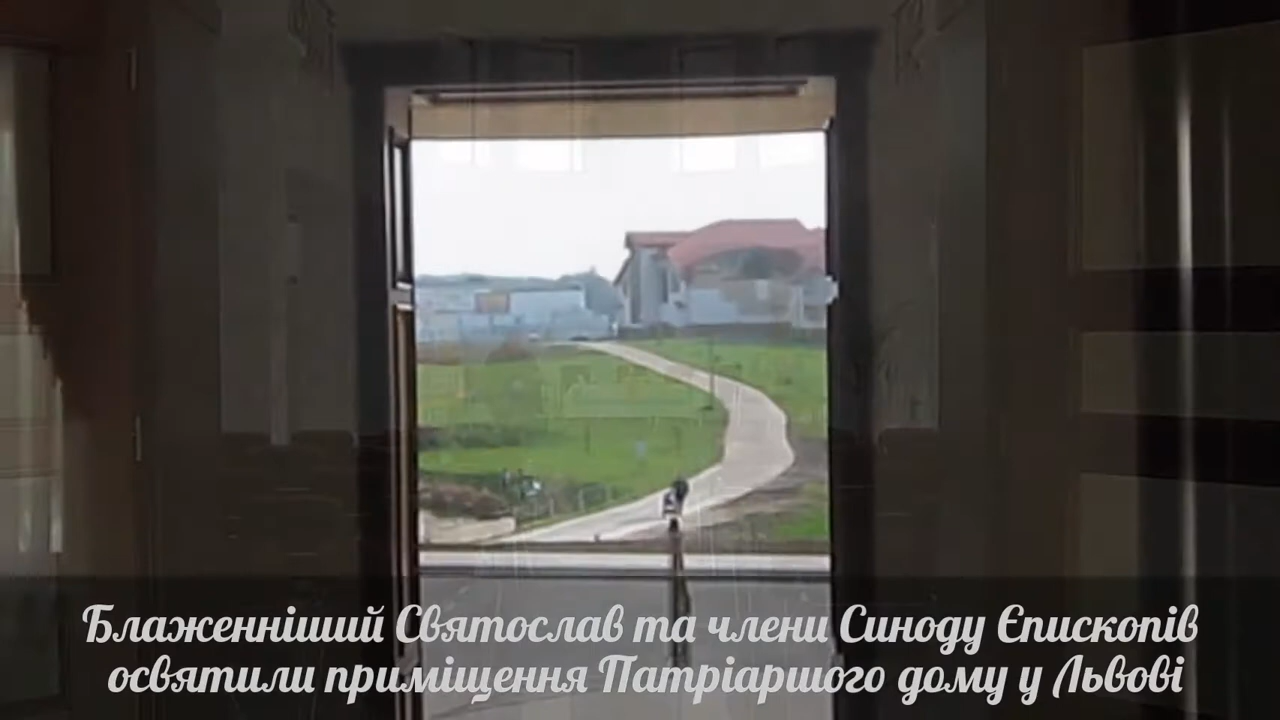 Блаженніший Святослав та члени Синоду Єпископів
освятили приміщення Патріаршого дому у Львові